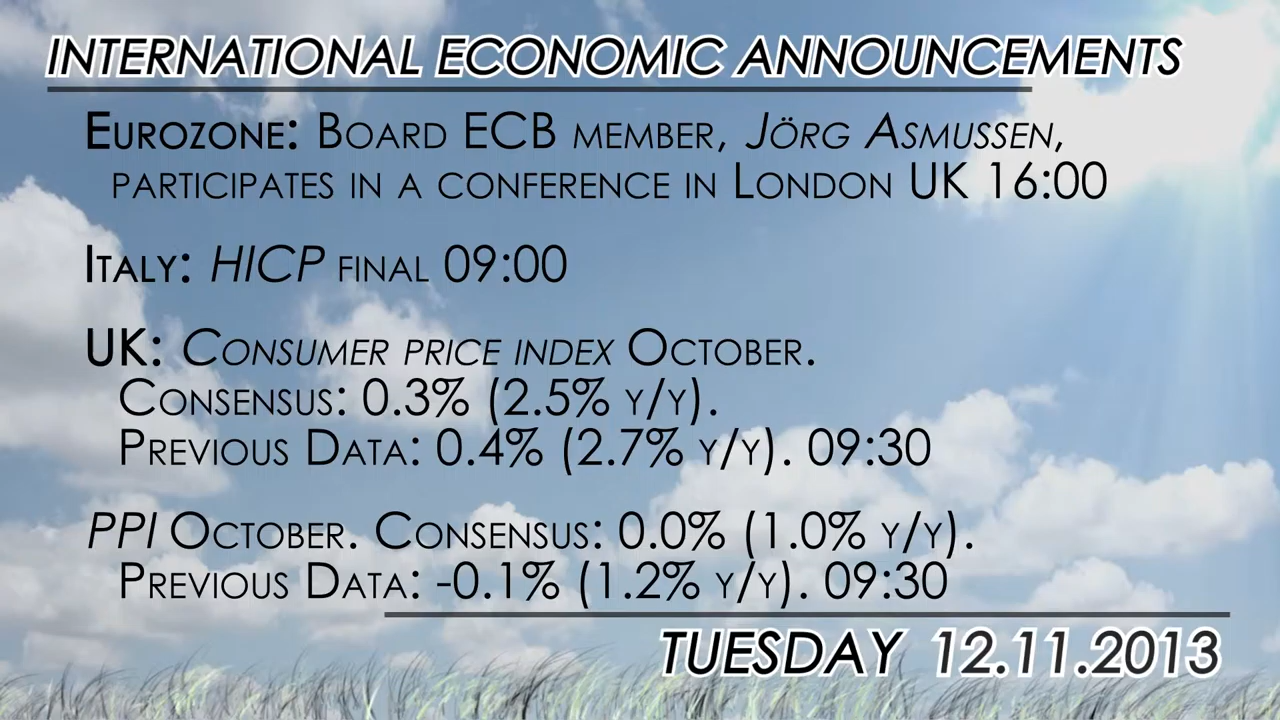 INTERNATIONAL ECONOMIC ANNOUNCEMENTS
Eurozone: Board ECB member, Jörg Asmussen,
participates in a conference in London UK 16:00
Italy: HICP final 09:00
UK: Consumer price index October.
Consensus: 0.3% (2.5% y/y).
Previous Data: 0.4% (2.7% y/y). 09:30
PPI October. Consensus: 0.0% (1.0% y/y).
Previous Data: -0.1% (1.2% y/y). 09:30
TUESDAY 12.11.2013